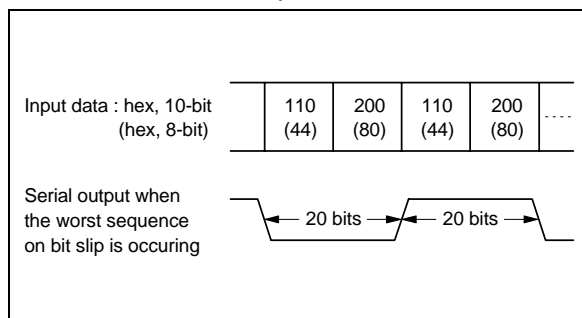 Input data : hex, 10-bit
(hex, 8-bit)
110 200 110 200
(44) (80) (44) (80)
Serial output when
the worst sequence
on bit slip is occuring
20 bits 20 bits